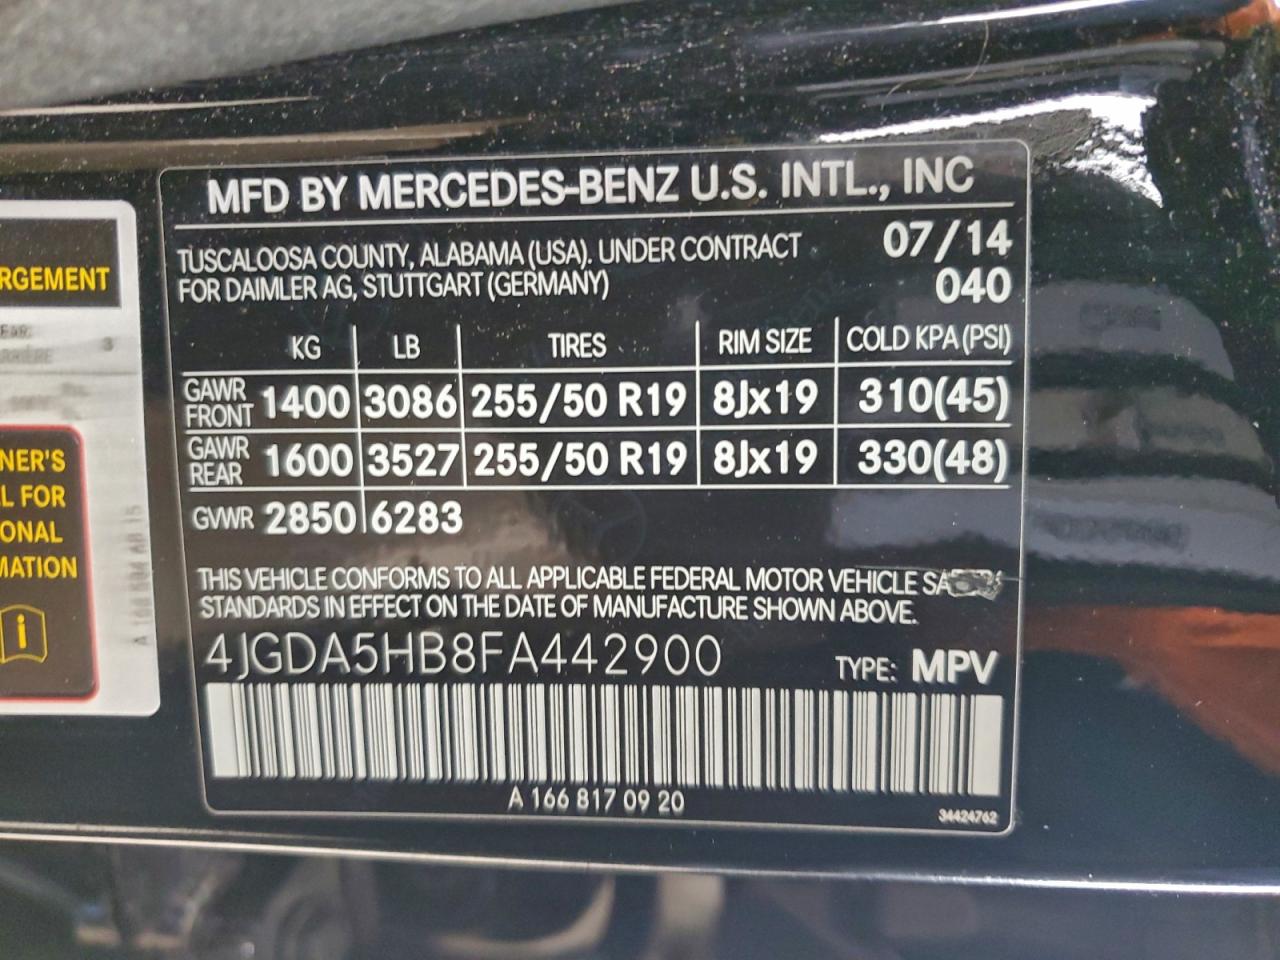 MFD BY MERCEDES-BENZ U.S. INTL., INC
TUSCALOOSA COUNTY, ALABAMA (USA). UNDER CONTRACT 07/14
FOR DAIMLER AG, STUTTGART (GERMANY) 040
KG LB TIRES RIM SIZE COLD KPA (PSI)
GAWR FRONT 1400 3086 255/50 R19 8Jx19 310(45)
GAWR REAR 1600 3527 255/50 R19 8Jx19 330(48)
GVWR 2850 6283
THIS VEHICLE CONFORMS TO ALL APPLICABLE FEDERAL MOTOR VEHICLE
STANDARDS IN EFFECT ON THE DATE OF MANUFACTURE SHOWN ABOVE.
4JGDA5HB8FA442900 TYPE: MPV
A 166 817 09 20
34424762
RGEMENT
3
NER'S
L FOR
ONAL
MATION
i